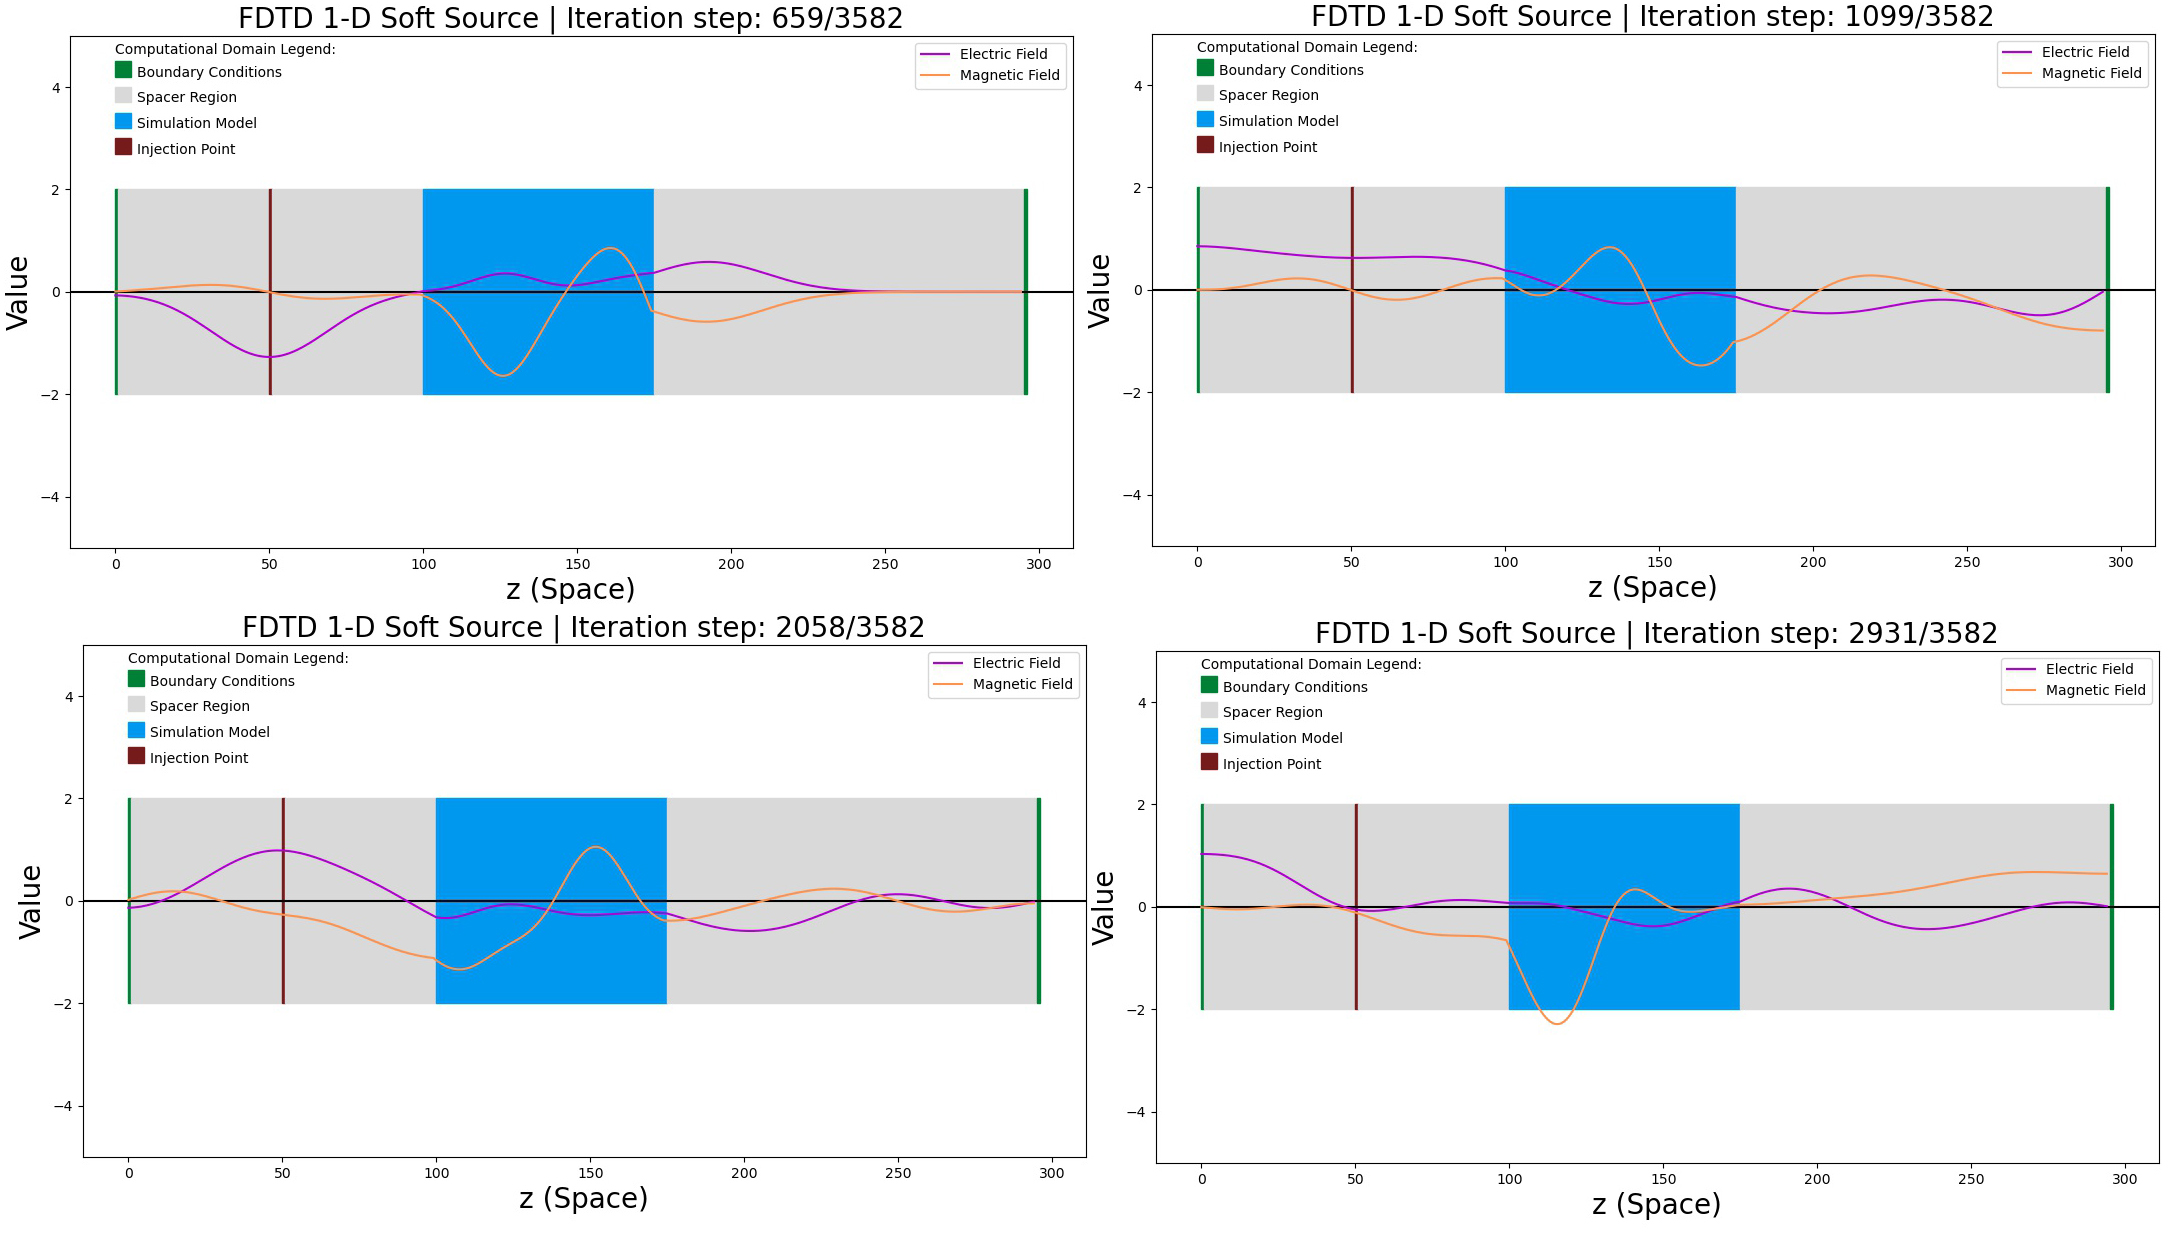 FDTD 1-D Soft Source | Iteration step: 659/3582
Computational Domain Legend:
Boundary Conditions
Spacer Region
Simulation Model
Injection Point
Electric Field
Magnetic Field
4
2
0
−2
−4
Value
0 50 100 150 200 250 300
z (Space)
FDTD 1-D Soft Source | Iteration step: 1099/3582
Computational Domain Legend:
Boundary Conditions
Spacer Region
Simulation Model
Injection Point
Electric Field
Magnetic Field
4
2
0
−2
−4
Value
0 50 100 150 200 250 300
z (Space)
FDTD 1-D Soft Source | Iteration step: 2058/3582
Computational Domain Legend:
Boundary Conditions
Spacer Region
Simulation Model
Injection Point
Electric Field
Magnetic Field
4
2
0
−2
−4
Value
0 50 100 150 200 250 300
z (Space)
FDTD 1-D Soft Source | Iteration step: 2931/3582
Computational Domain Legend:
Boundary Conditions
Spacer Region
Simulation Model
Injection Point
Electric Field
Magnetic Field
4
2
0
−2
−4
Value
0 50 100 150 200 250 300
z (Space)